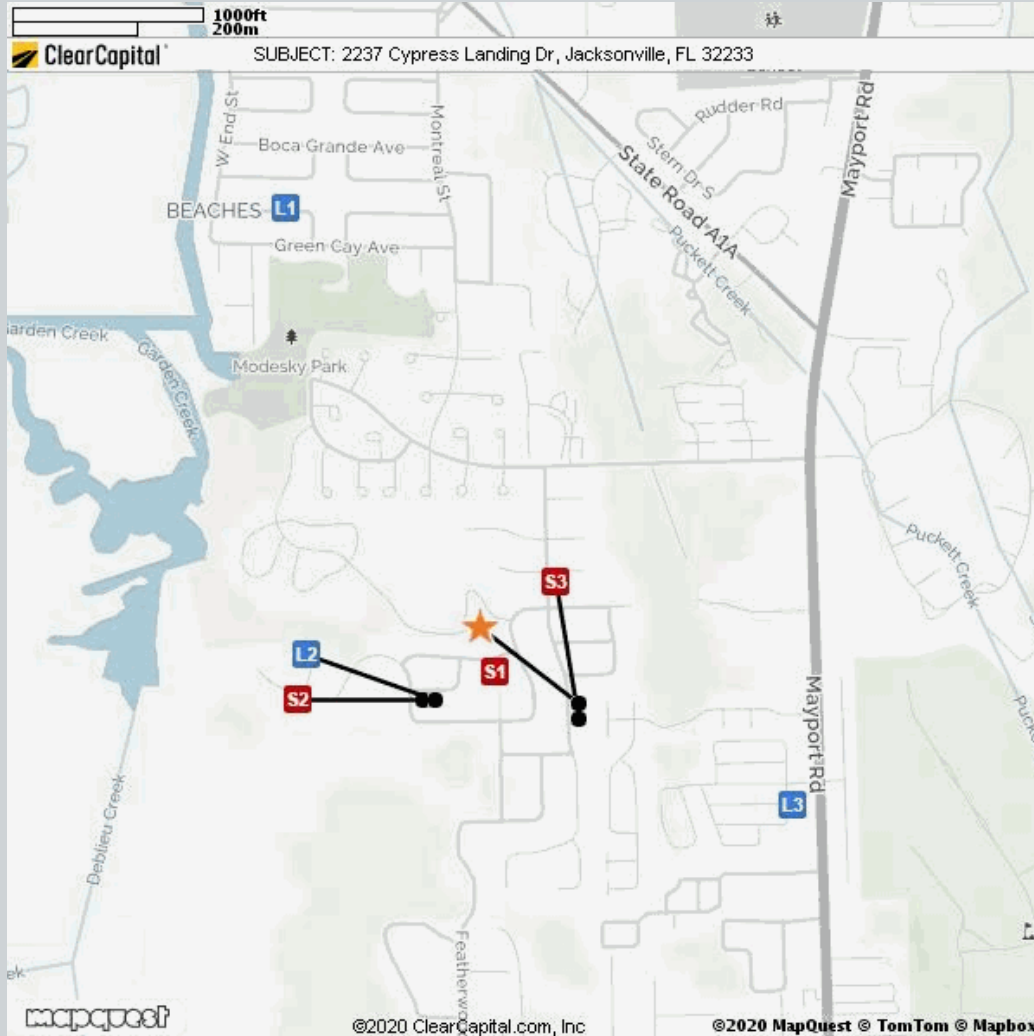 1000ft
200m
ClearCapital
SUBJECT: 2237 Cypress Landing Dr, Jacksonville, FL 32233
Rudder Rd
Mayport Rd
W End St
Montreal St
Boca Grande Ave
Stern Dr S
State Road A1A
BEACHES
L1
Green Cay Ave
Puckett Creek
Garden Creek
Garden Creek
Modesky Park
Puckett Creek
S3
L2
S1
S2
Mayport Rd
L3
Deblieu Creek
mapquest
©2020 ClearCapital.com, Inc
©2020 MapQuest © TomTom © Mapbox